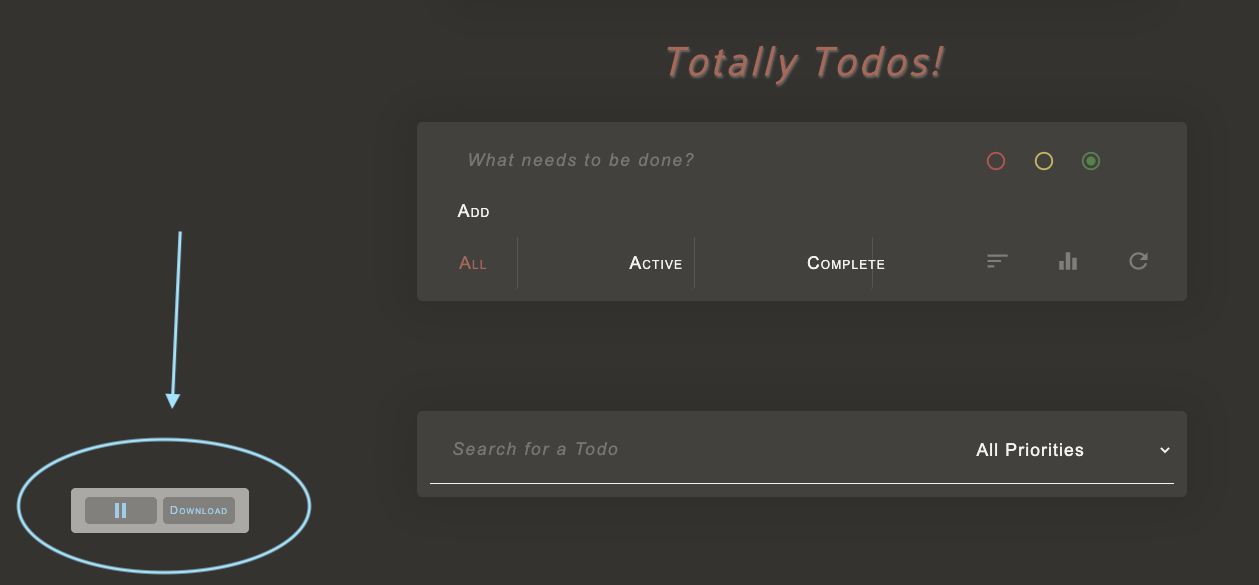 Totally Todos!
What needs to be done?
Add
All Active Complete
Search for a Todo All Priorities
Download